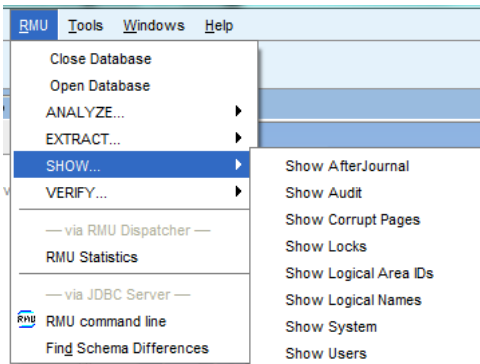 RMU Tools Windows Help
Close Database
Open Database
ANALYZE...
EXTRACT...
SHOW...
VERIFY...
— via RMU Dispatcher —
RMU Statistics
— via JDBC Server —
RMU command line
Find Schema Differences
Show AfterJournal
Show Audit
Show Corrupt Pages
Show Locks
Show Logical Area IDs
Show Logical Names
Show System
Show Users